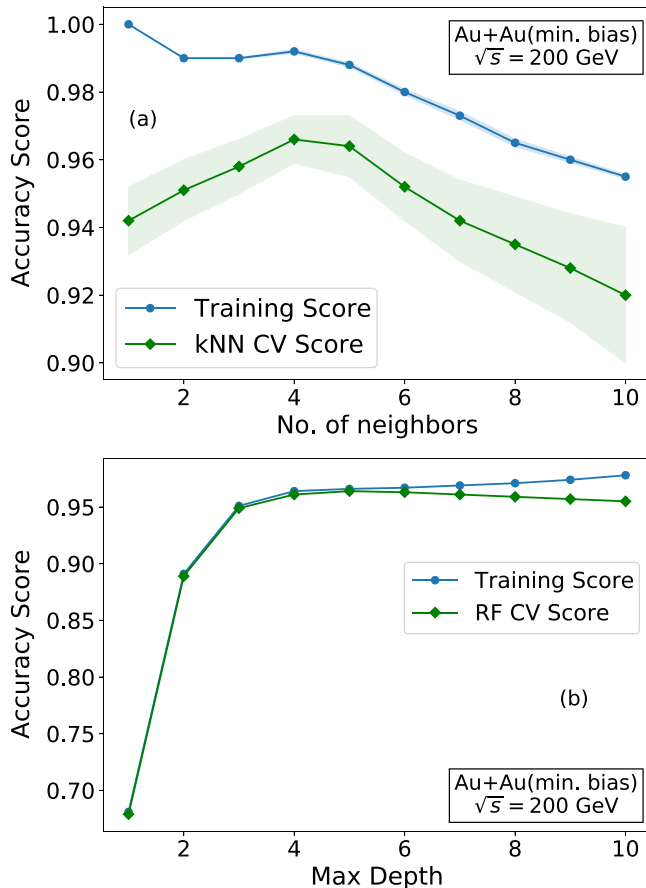 1.00
0.98
0.96
0.94
0.92
0.90
Accuracy Score
(a)
Au+Au(min. bias)
√s = 200 GeV
Training Score
kNN CV Score
2
4
6
8
10
No. of neighbors
0.95
0.90
0.85
0.80
0.75
0.70
Accuracy Score
Training Score
RF CV Score
(b)
Au+Au(min. bias)
√s = 200 GeV
2
4
6
8
10
Max Depth